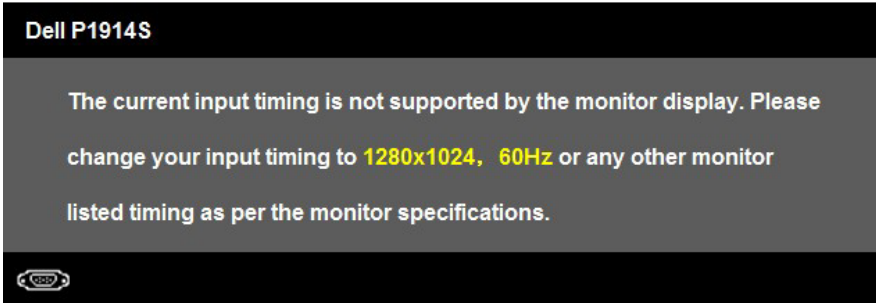 Dell P1914S
The current input timing is not supported by the monitor display. Please
change your input timing to 1280x1024，60Hz or any other monitor
listed timing as per the monitor specifications.